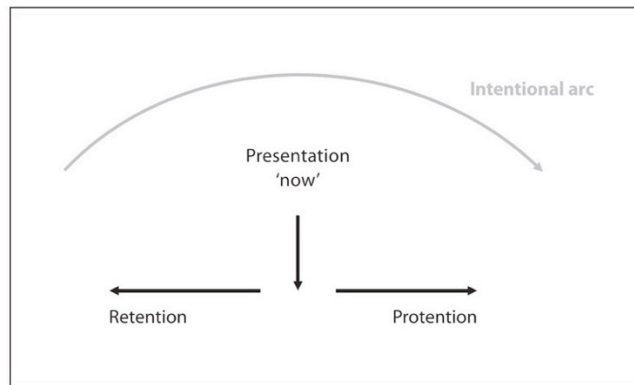 Intentional arc
Presentation
‘now’
Retention
Protention